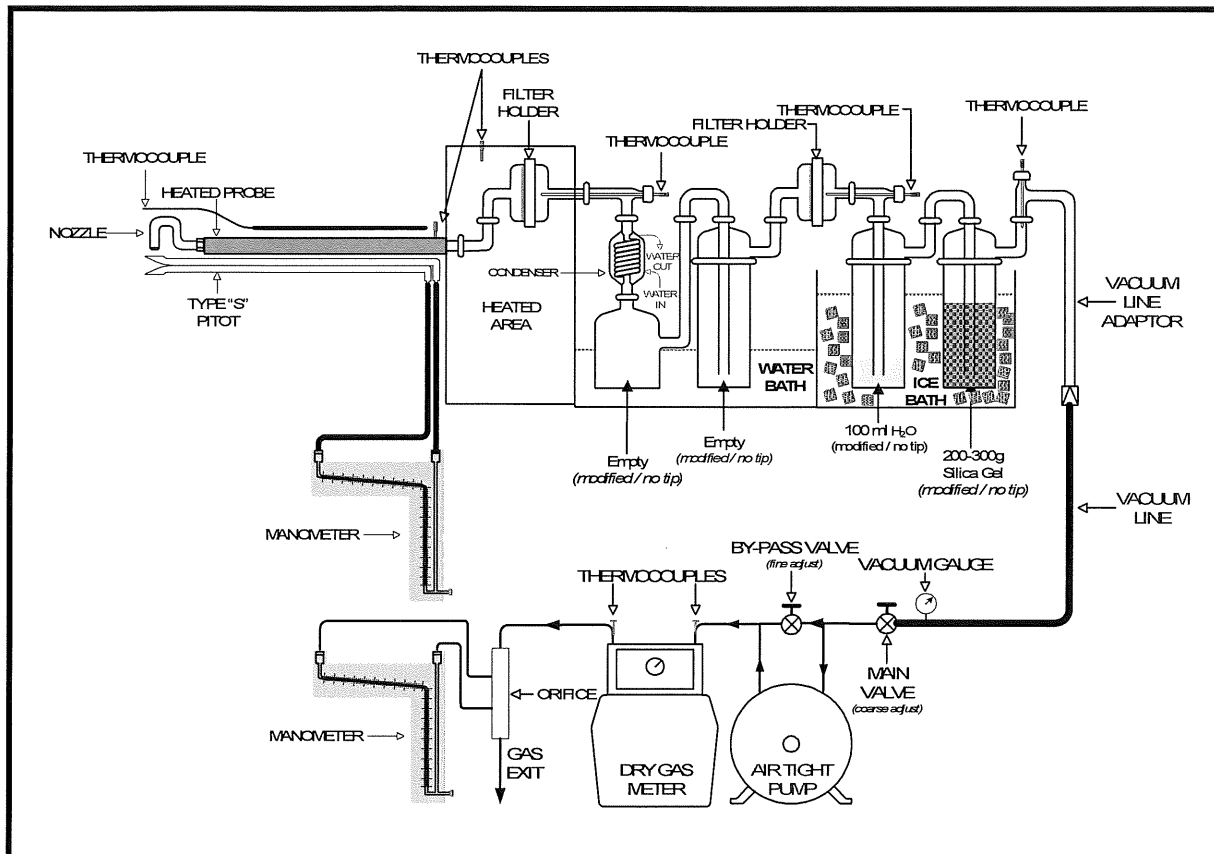 THERMOCOUPLES
FILTER
HOLDER
THERMOCOUPLE
FILTER HOLDER
THERMOCOUPLE
THERMOCOUPLE
THERMOCOUPLE
HEATED PROBE
NOZZLE
TYPE "S"
PITOT
CONDENSER
WATER
OUT
WATER
IN
HEATED
AREA
WATER
BATH
ICE
BATH
VACUUM
LINE
ADAPTOR
Empty
(modified / no tip)
Empty
(modified / no tip)
100 ml H₂O
(modified / no tip)
200-300g
Silica Gel
(modified / no tip)
VACUUM
LINE
MANOMETER
BY-PASS VALVE
(fine adjust)
VACUUM GAUGE
THERMOCOUPLES
MAIN
VALVE
(coarse adjust)
ORIFICE
MANOMETER
GAS
EXIT
DRY GAS
METER
AIR TIGHT
PUMP